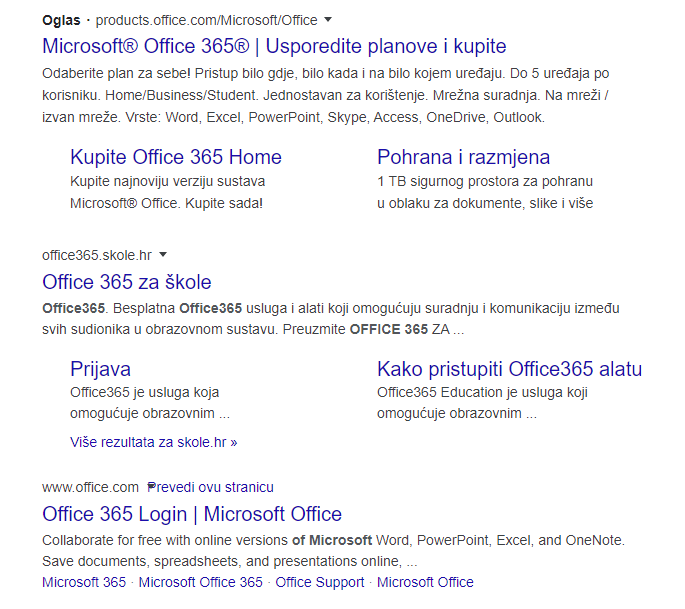 Oglas · products.office.com/Microsoft/Office
Microsoft® Office 365® | Usporedite planove i kupite
Odaberite plan za sebe! Pristup bilo gdje, bilo kada i na bilo kojem uređaju. Do 5 uređaja po
korisniku. Home/Business/Student. Jednostavan za korištenje. Mrežna suradnja. Na mreži /
izvan mreže. Vrste: Word, Excel, PowerPoint, Skype, Access, OneDrive, Outlook.
Kupite Office 365 Home
Kupite najnoviju verziju sustava
Microsoft® Office. Kupite sada!
Pohrana i razmjena
1 TB sigurnog prostora za pohranu
u oblaku za dokumente, slike i više
office365.skole.hr
Office 365 za škole
Office365. Besplatna Office365 usluga i alati koji omogućuju suradnju i komunikaciju između
svih sudionika u obrazovnom sustavu. Preuzmite OFFICE 365 ZA ...
Prijava
Office365 je usluga koja
omogućuje obrazovnim ...
Kako pristupiti Office365 alatu
Office365 Education je usluga koji
omogućuje obrazovnim ...
Više rezultata za skole.hr »
www.office.com Prevedi ovu stranicu
Office 365 Login | Microsoft Office
Collaborate for free with online versions of Microsoft Word, PowerPoint, Excel, and OneNote.
Save documents, spreadsheets, and presentations online, ...
Microsoft 365 · Microsoft Office 365 · Office Support · Microsoft Office